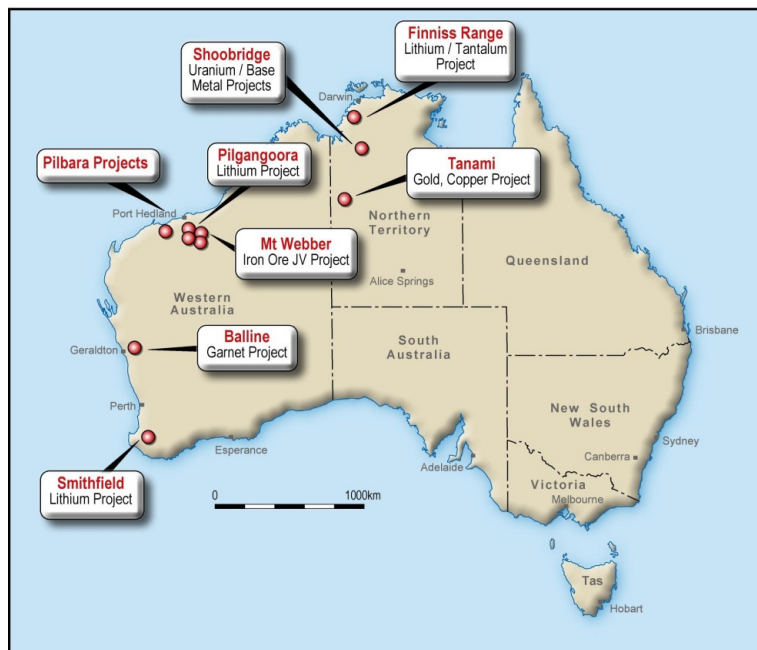 Finniss Range
Lithium / Tantalum
Project
Shoobridge
Uranium / Base
Metal Projects
Darwin
Pilbara Projects
Pilgangoora
Lithium Project
Tanami
Gold, Copper Project
Port Hedland
Northern
Territory
Mt Webber
Iron Ore JV Project
Queensland
Alice Springs
Western
Australia
Balline
Garnet Project
Geraldton
South
Australia
Brisbane
Perth
New South
Wales
Esperance
Sydney
Canberra
Adelaide
Smithfield
Lithium Project
Victoria
Melbourne
0
1000km
Tas
Hobart